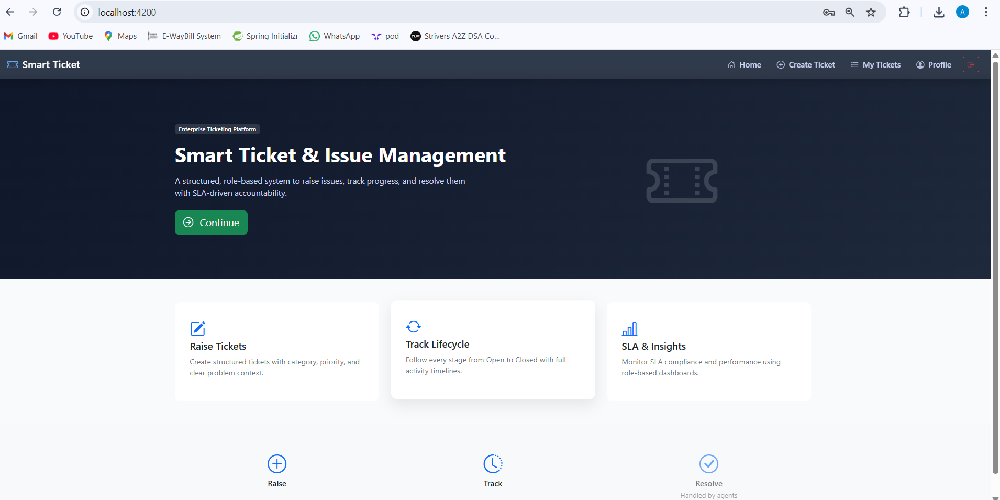 localhost:4200
A
Gmail
YouTube
Maps
E-WayBill System
Spring Initializr
WhatsApp
pod
TUF
Strivers A2Z DSA Co...
Smart Ticket
Home
Create Ticket
My Tickets
Profile
Enterprise Ticketing Platform
Smart Ticket & Issue Management
A structured, role-based system to raise issues, track progress, and resolve them
with SLA-driven accountability.
Continue
Raise Tickets
Create structured tickets with category, priority, and
clear problem context.
Track Lifecycle
Follow every stage from Open to Closed with full
activity timelines.
SLA & Insights
Monitor SLA compliance and performance using
role-based dashboards.
Raise
Track
Resolve
Handled by agents